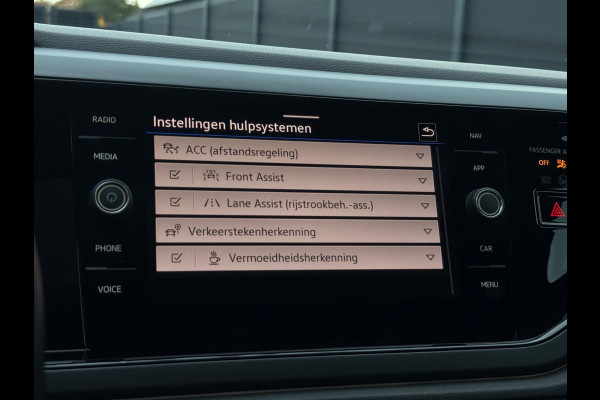 RADIO
MEDIA
PHONE
VOICE
Instellingen hulpsystemen
ACC (afstandsregeling)
Front Assist
Lane Assist (rijstrookbeh.-ass.)
Verkeerstekenherkenning
Vermoeidheidsherkenning
NAV
APP
CAR
MENU
PASSENGER
OFF